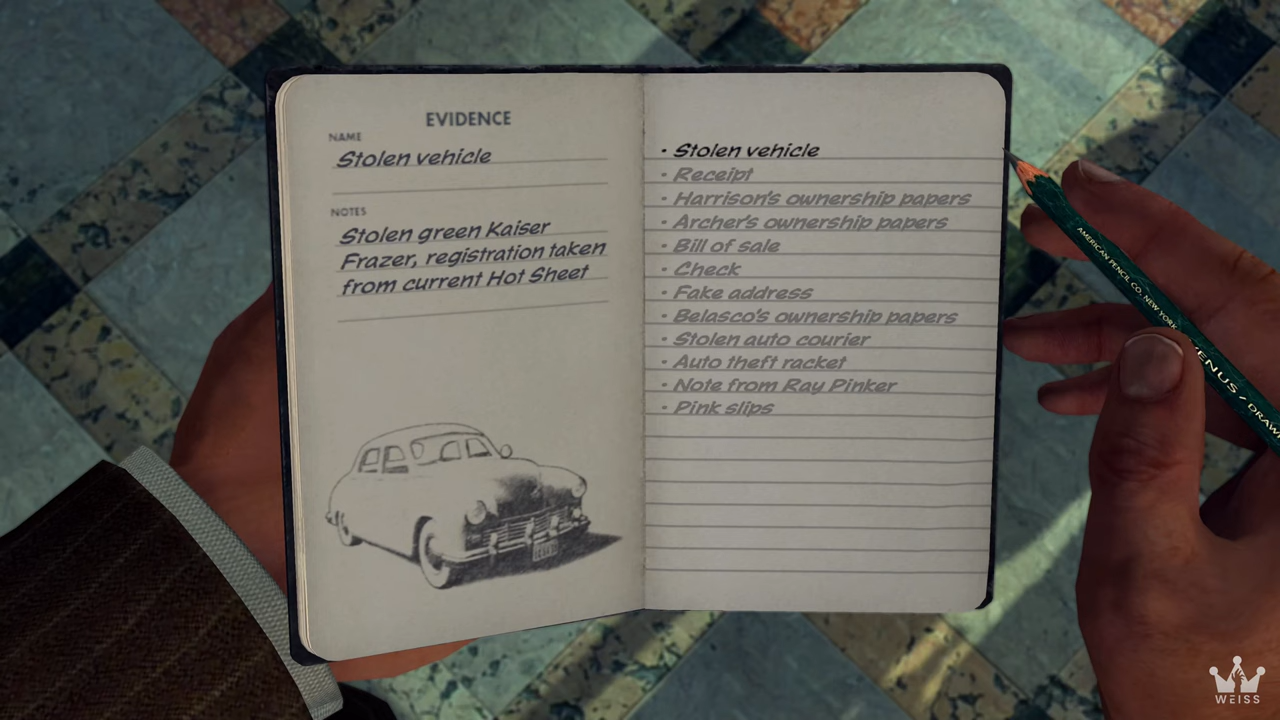 EVIDENCE
NAME
Stolen vehicle
NOTES
Stolen green Kaiser
Frazer, registration taken
from current Hot Sheet
· Stolen vehicle
· Receipt
· Harrison's ownership papers
· Archer's ownership papers
· Bill of sale
· Check
· Fake address
· Belasco's ownership papers
· Stolen auto courier
· Auto theft racket
· Note from Ray Pinker
· Pink slips
AMERICAN PENCIL CO. NEW YORK
VENUS / DRAW
WEISS